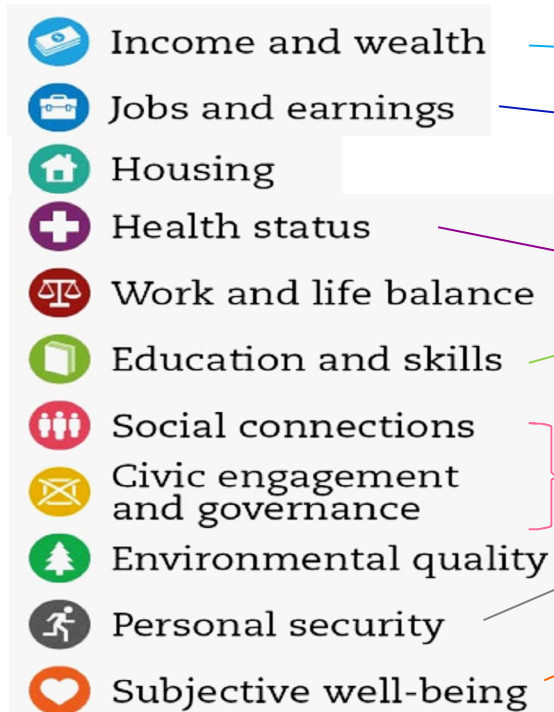 Income and wealth
Jobs and earnings
Housing
Health status
Work and life balance
Education and skills
Social connections
Civic engagement
and governance
Environmental quality
Personal security
Subjective well-being